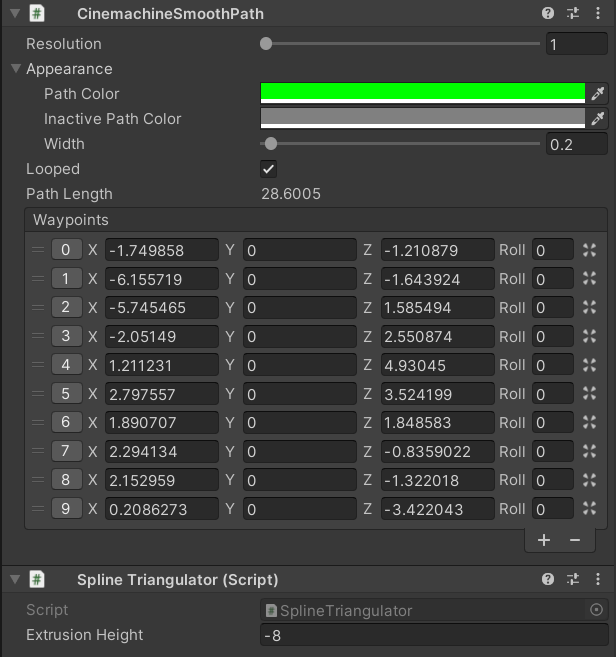 CinemachineSmoothPath
Resolution 1
Appearance
Path Color
Inactive Path Color
Width 0.2
Looped
Path Length 28.6005
Waypoints
0 X -1.749858 Y 0 Z -1.210879 Roll 0
1 X -6.155719 Y 0 Z -1.643924 Roll 0
2 X -5.745465 Y 0 Z 1.585494 Roll 0
3 X -2.05149 Y 0 Z 2.550874 Roll 0
4 X 1.211231 Y 0 Z 4.93045 Roll 0
5 X 2.797557 Y 0 Z 3.524199 Roll 0
6 X 1.890707 Y 0 Z 1.848583 Roll 0
7 X 2.294134 Y 0 Z -0.8359022 Roll 0
8 X 2.152959 Y 0 Z -1.322018 Roll 0
9 X 0.2086273 Y 0 Z -3.422043 Roll 0
+ −
Spline Triangulator (Script)
Script SplineTriangulator
Extrusion Height -8